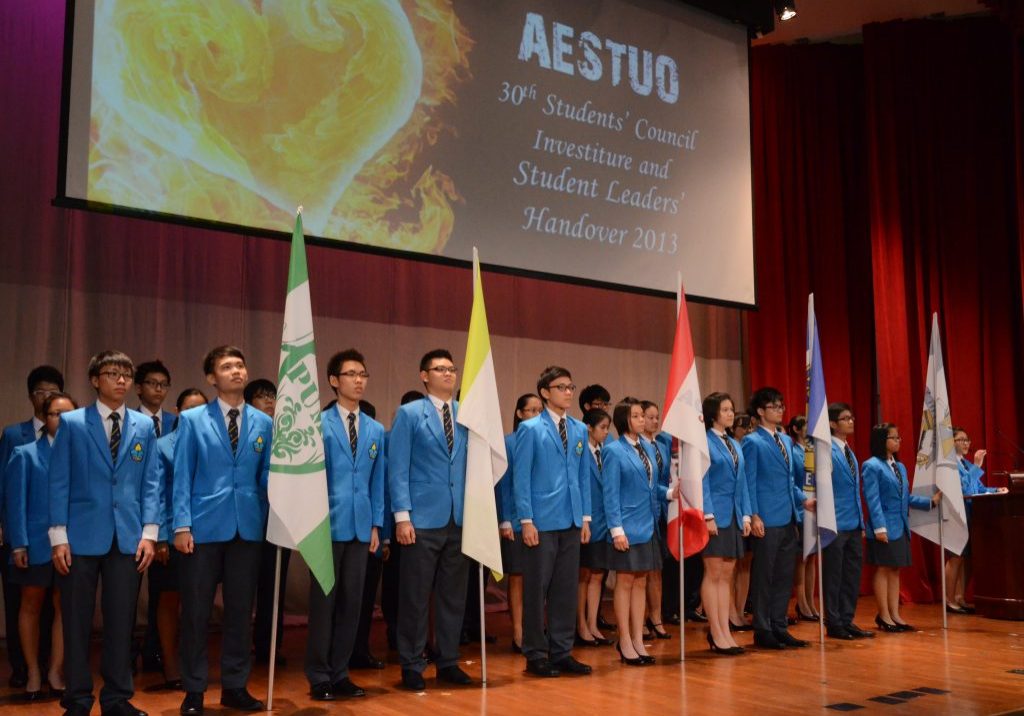 AESTUO
30th Students' Council
Investiture and
Student Leaders'
Handover 2013